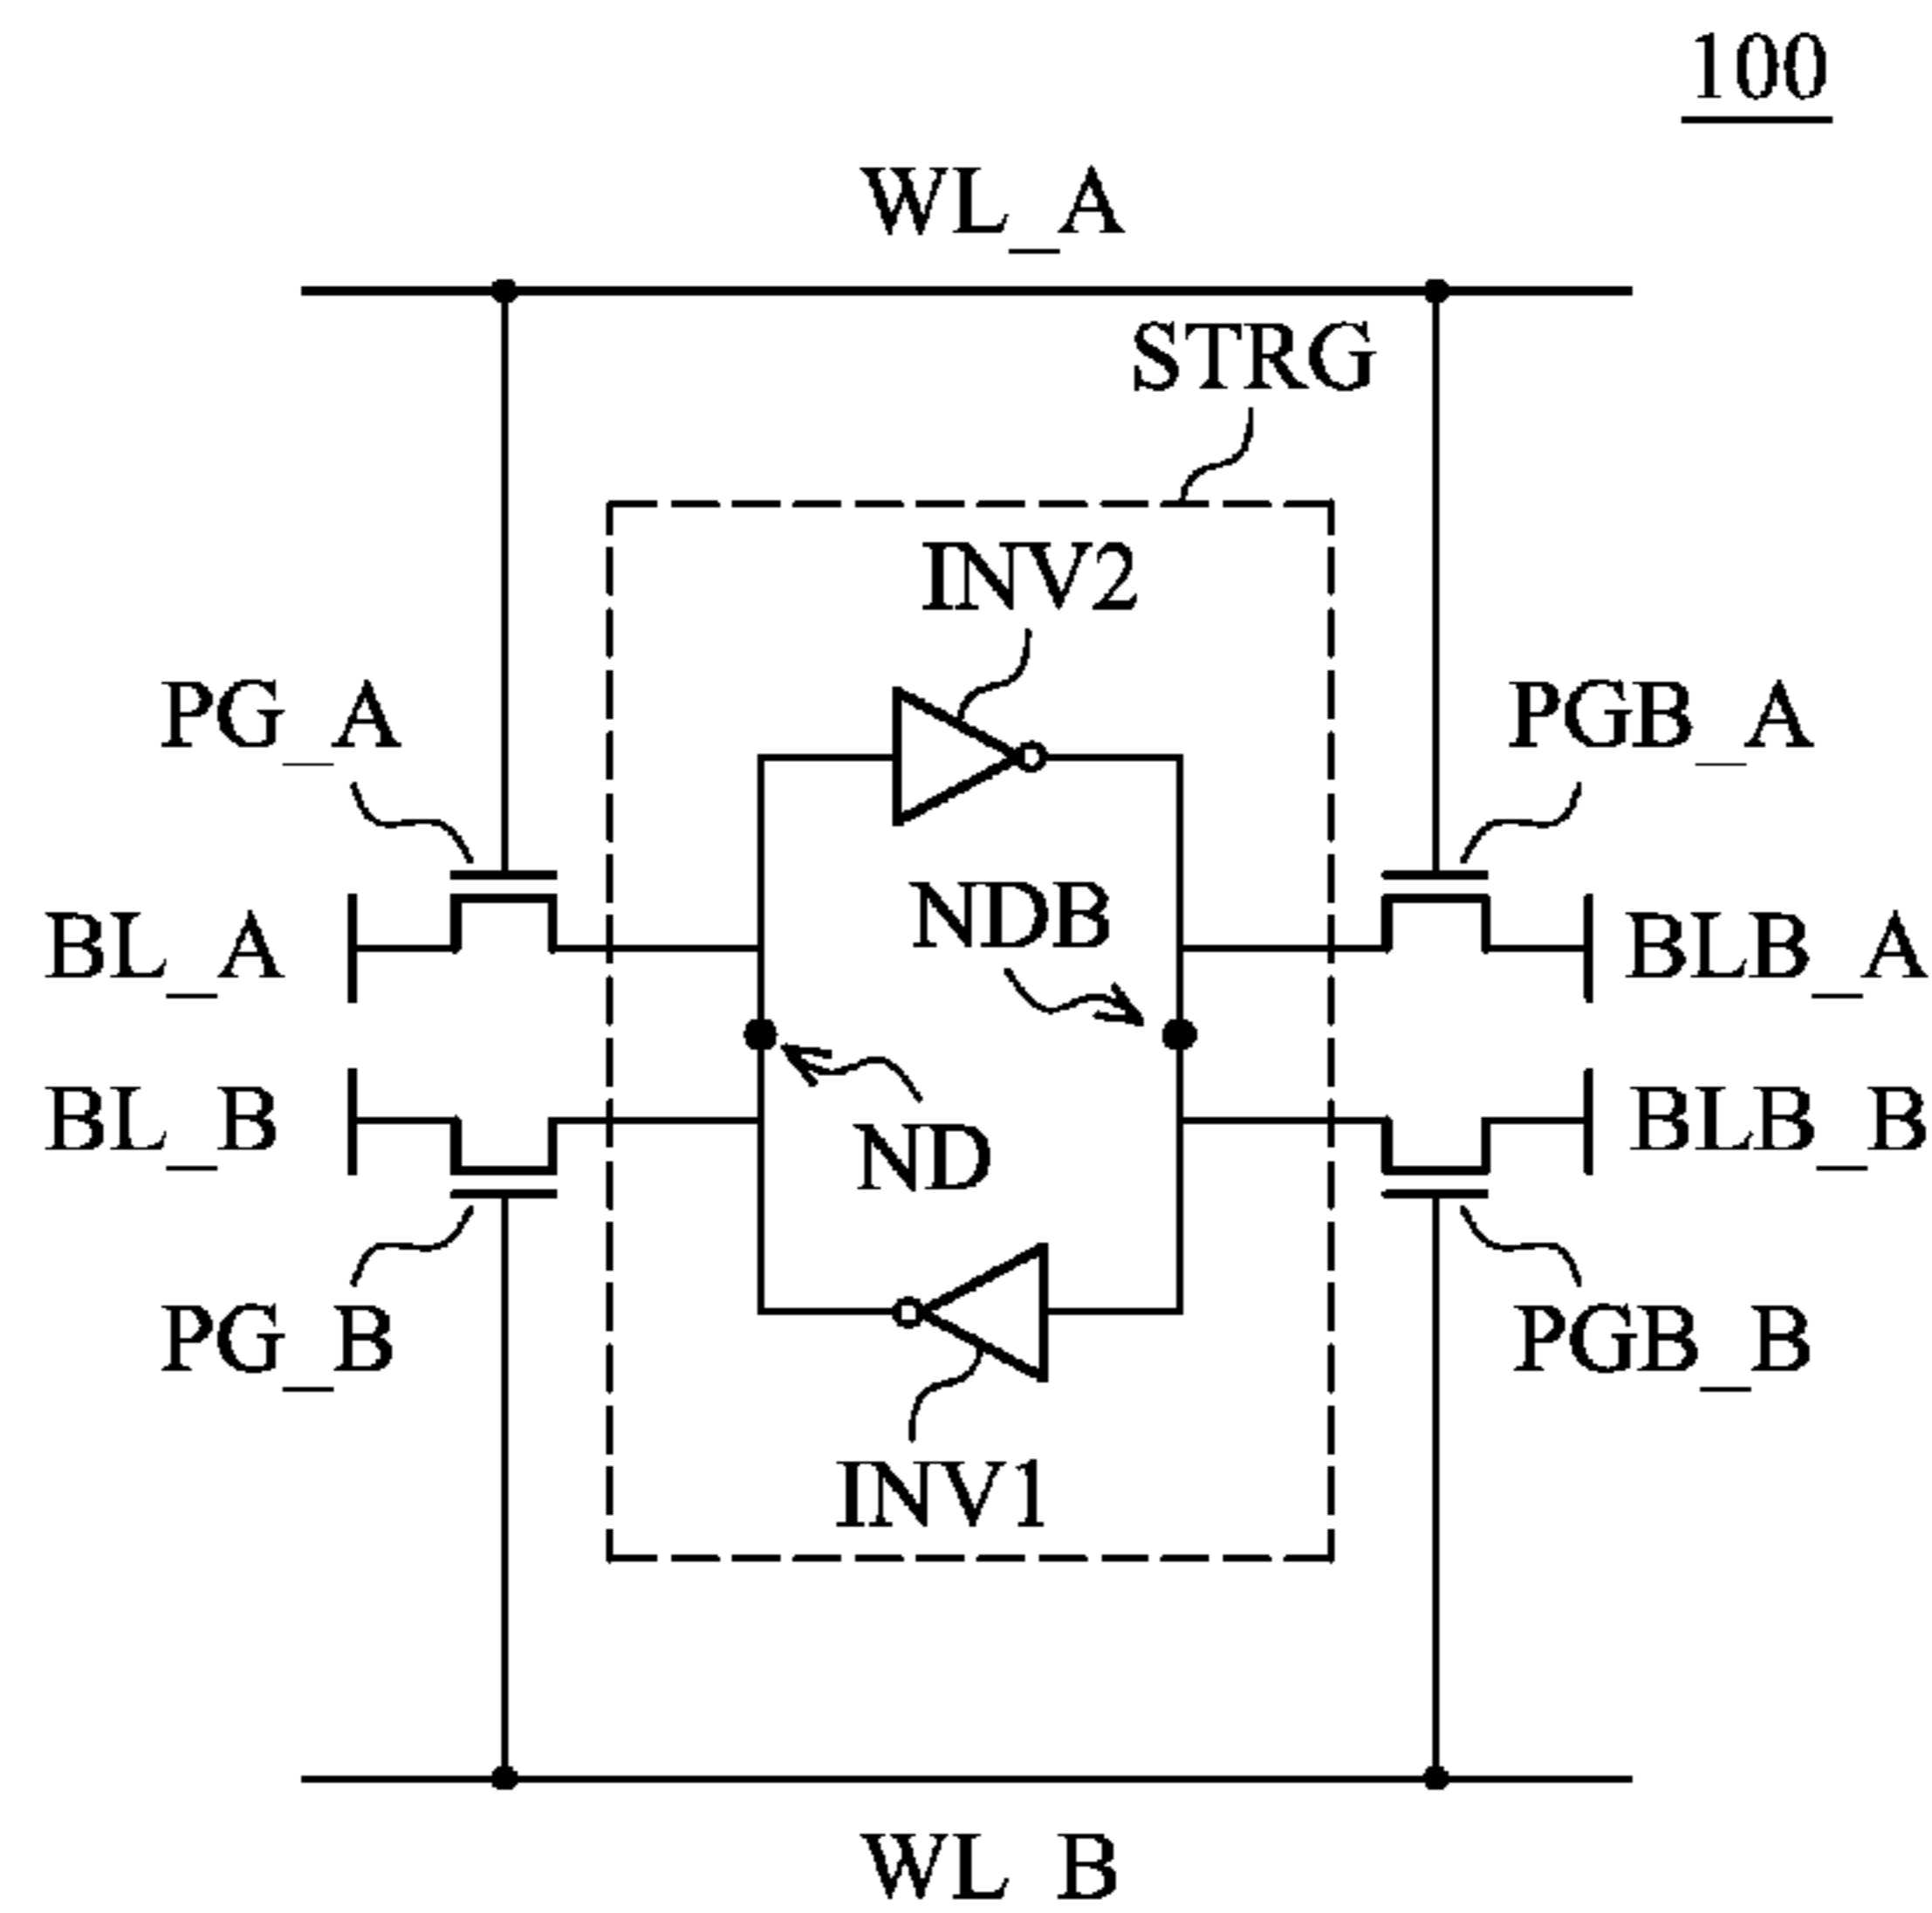 100
WL_A
STRG
INV2
PG_A
PGB_A
NDB
BL_A
BLB_A
BL_B
BLB_B
ND
PG_B
PGB_B
INV1
WL_B